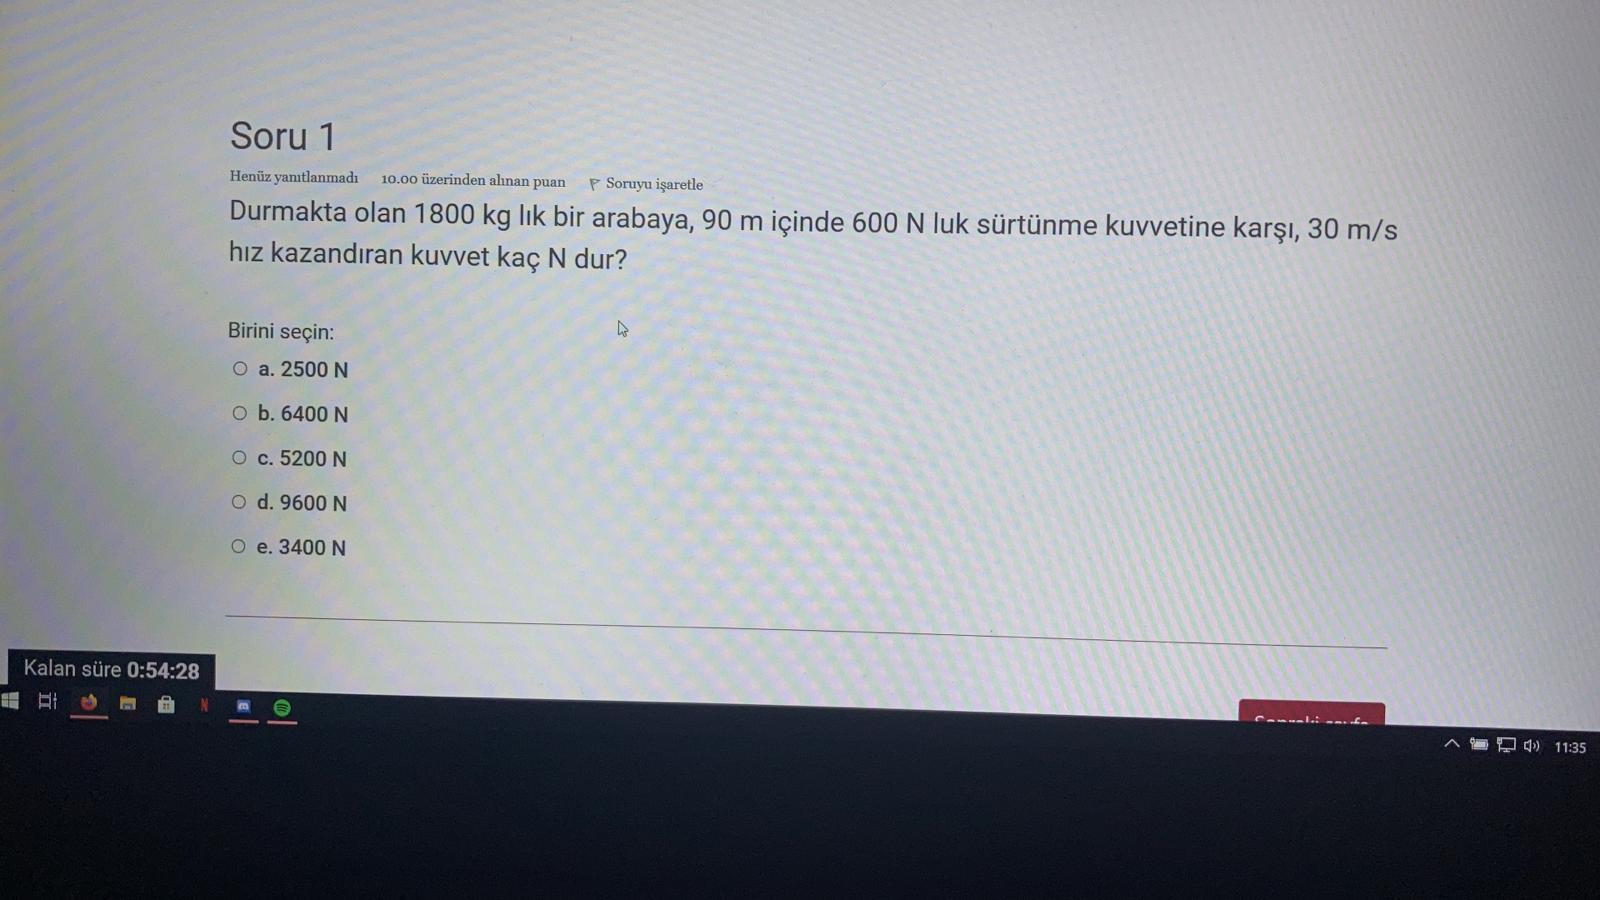 Soru 1
Henüz yanıtlanmadı 10.00 üzerinden alınan puan Soruyu işaretle
Durmakta olan 1800 kg lık bir arabaya, 90 m içinde 600 N luk sürtünme kuvvetine karşı, 30 m/s
hız kazandıran kuvvet kaç N dur?
Birini seçin:
a. 2500 N
b. 6400 N
c. 5200 N
d. 9600 N
e. 3400 N
Kalan süre 0:54:28
11:35